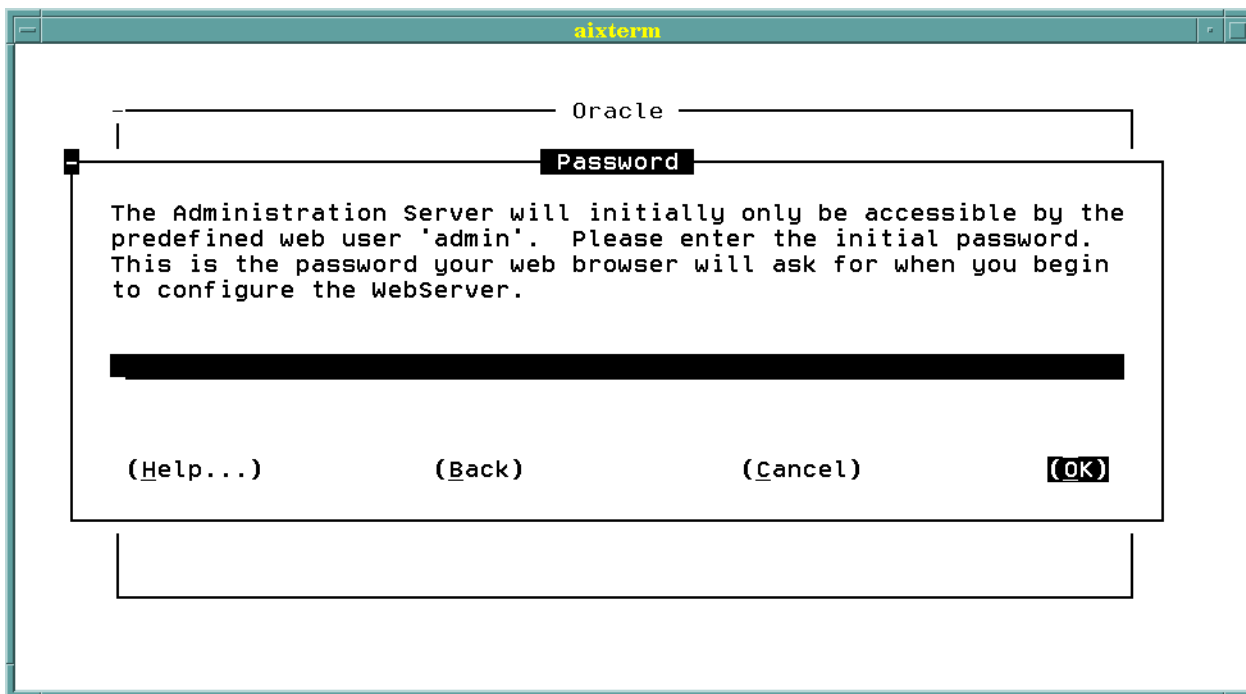 aixterm
Oracle
Password
The Administration Server will initially only be accessible by the
predefined web user 'admin'.  Please enter the initial password.
This is the password your web browser will ask for when you begin
to configure the WebServer.
(Help...) (Back) (Cancel) (OK)